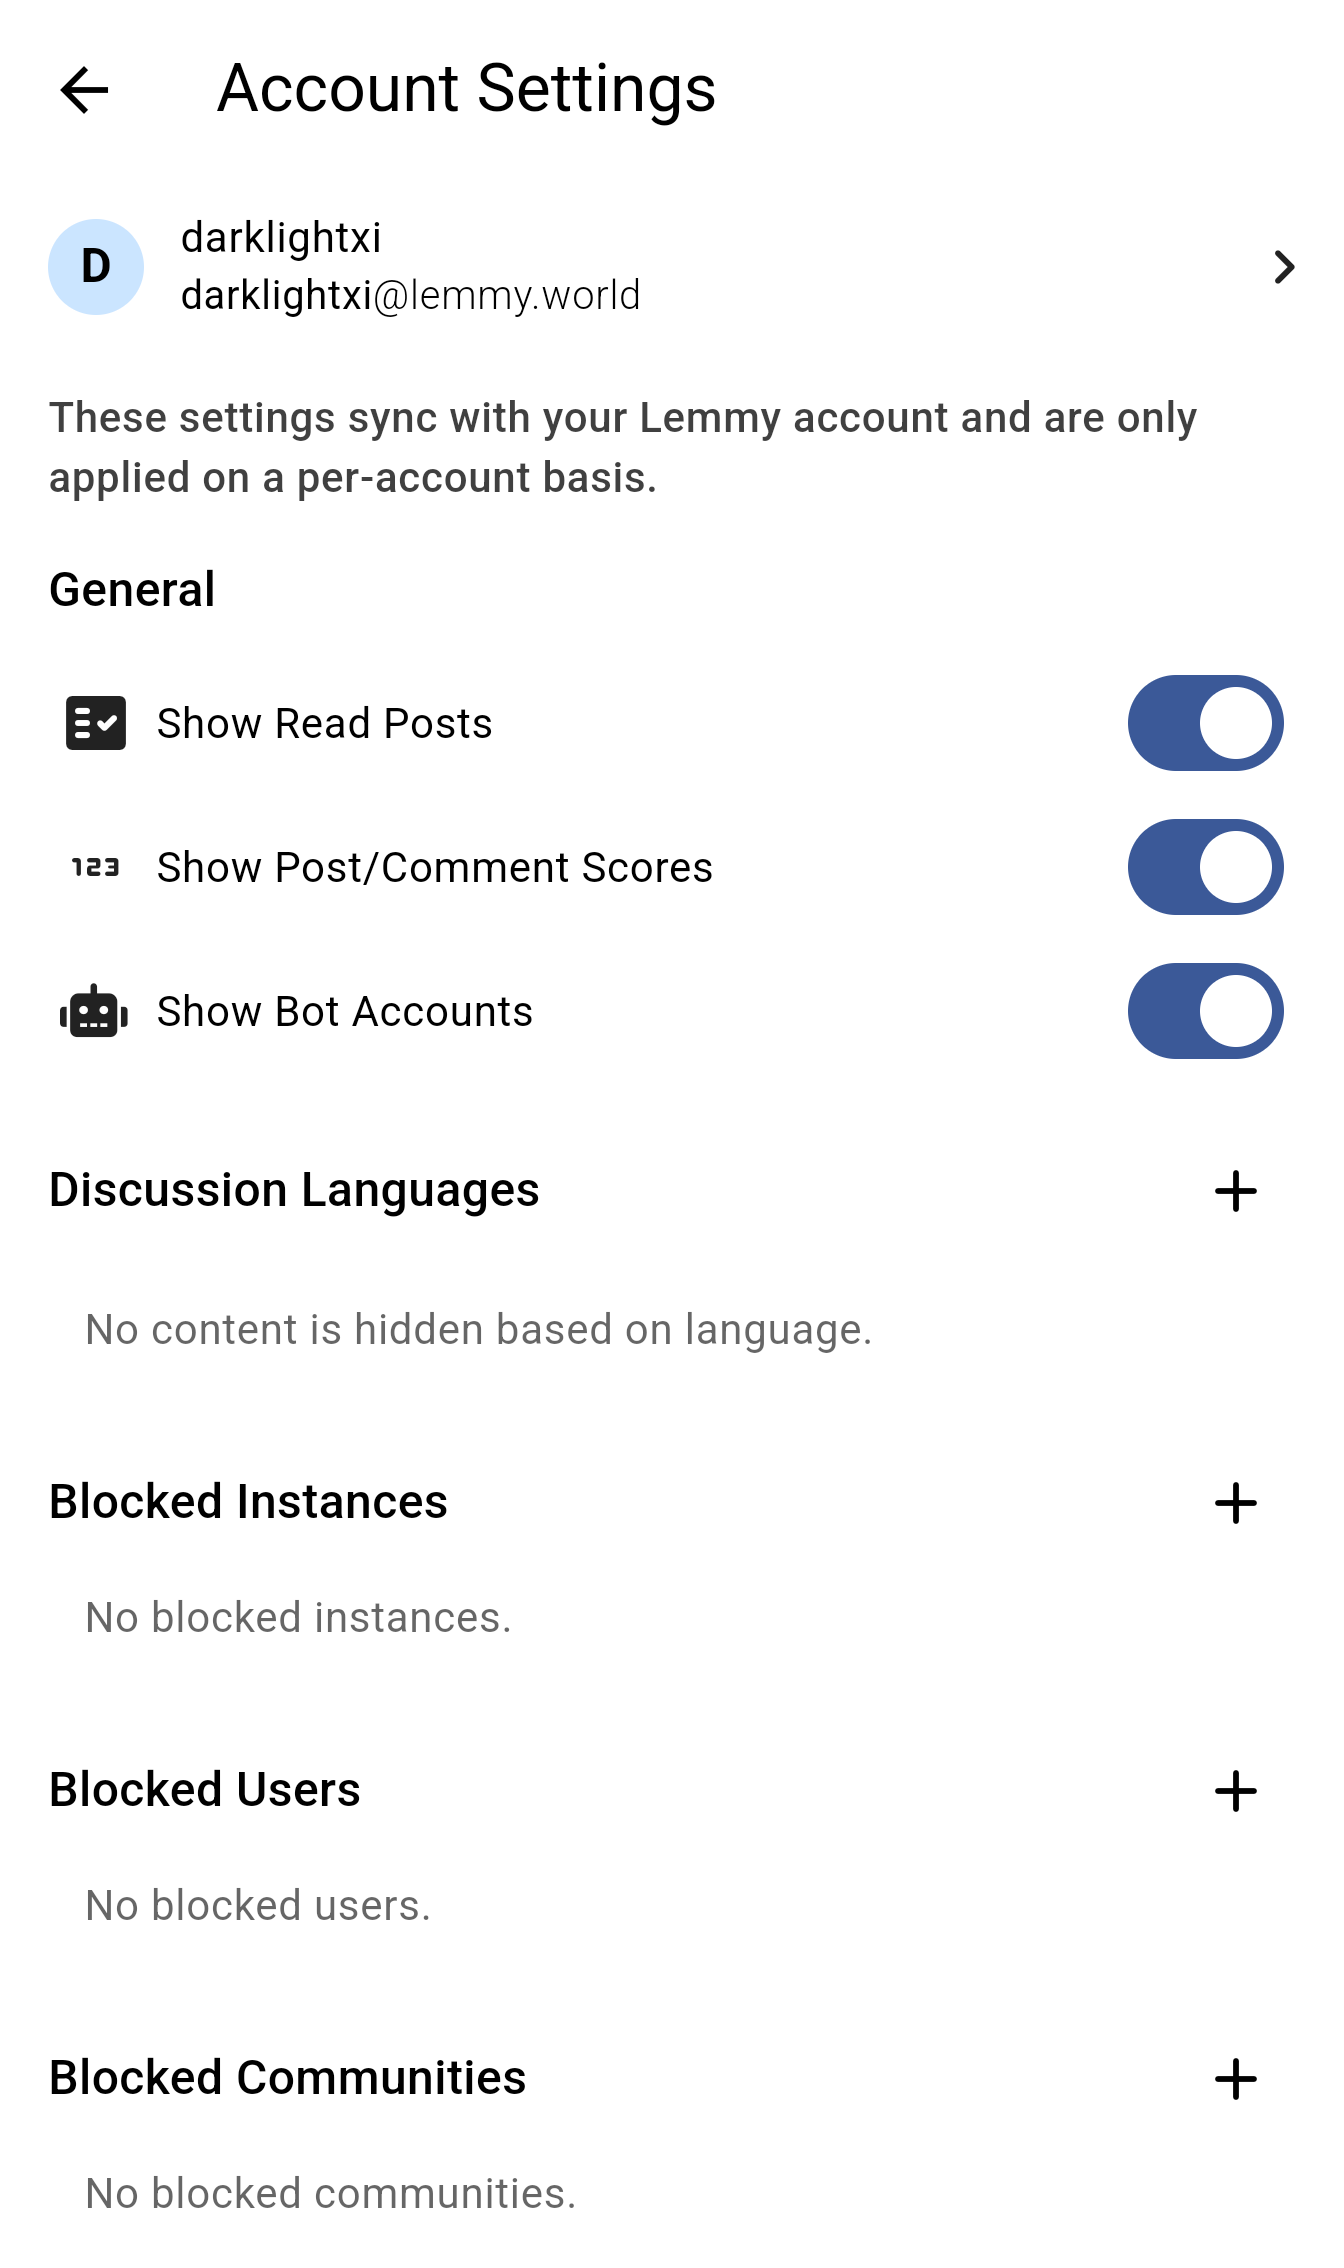 Account Settings
D
darklightxi
darklightxi@lemmy.world
These settings sync with your Lemmy account and are only
applied on a per-account basis.
General
Show Read Posts
123 Show Post/Comment Scores
Show Bot Accounts
Discussion Languages
No content is hidden based on language.
Blocked Instances
No blocked instances.
Blocked Users
No blocked users.
Blocked Communities
No blocked communities.